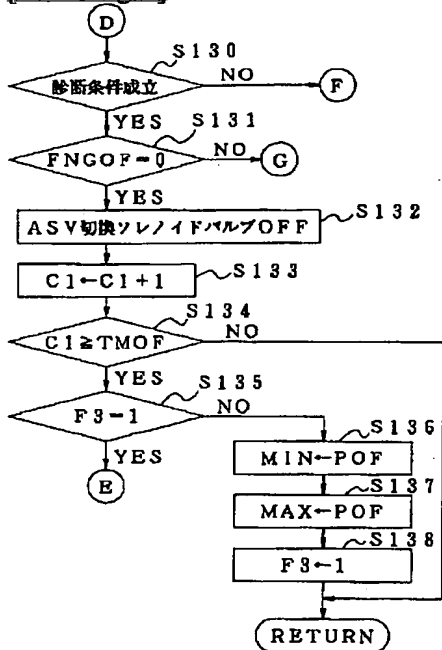 D
S130
診断条件成立
NO
F
YES
S131
FNGOF=0
NO
G
YES
S132
ASV切換ソレノイドバルブOFF
S133
C1←C1+1
S134
C1≧TMOF
NO
YES
S135
F3=1
NO
YES
E
S136
MIN←POF
S137
MAX←POF
S138
F3←1
RETURN